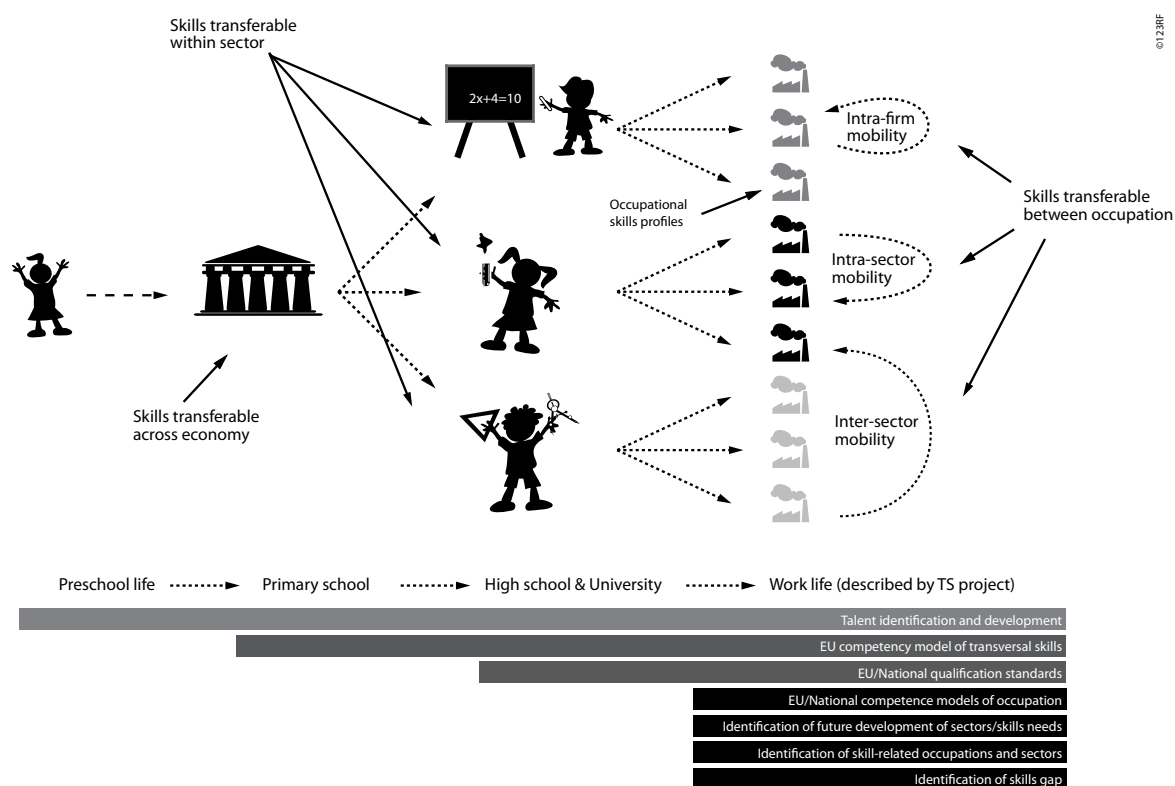 Skills transferable
within sector
©123RF
2x+4=10
Intra-firm
mobility
Occupational
skills profiles
Skills transferable
between occupation
Intra-sector
mobility
Skills transferable
across economy
Inter-sector
mobility
Preschool life
Primary school
High school & University
Work life (described by TS project)
Talent identification and development
EU competency model of transversal skills
EU/National qualification standards
EU/National competence models of occupation
Identification of future development of sectors/skills needs
Identification of skill-related occupations and sectors
Identification of skills gap